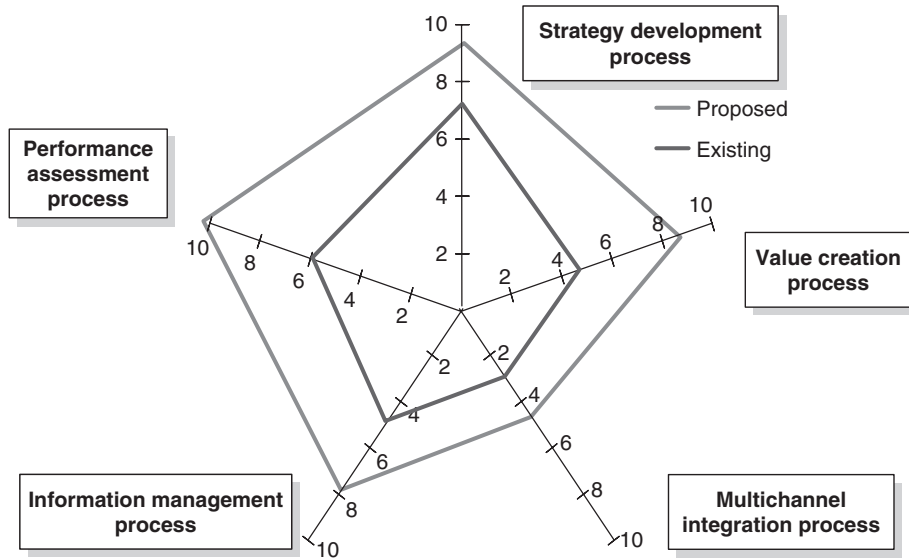 10
Strategy development
process
8
Proposed
Existing
6
Performance
assessment
process
4
10
8
6
4
2
2
2
4
6
8
10
Value creation
process
2
4
6
8
10
2
4
6
8
10
Information management
process
Multichannel
integration process